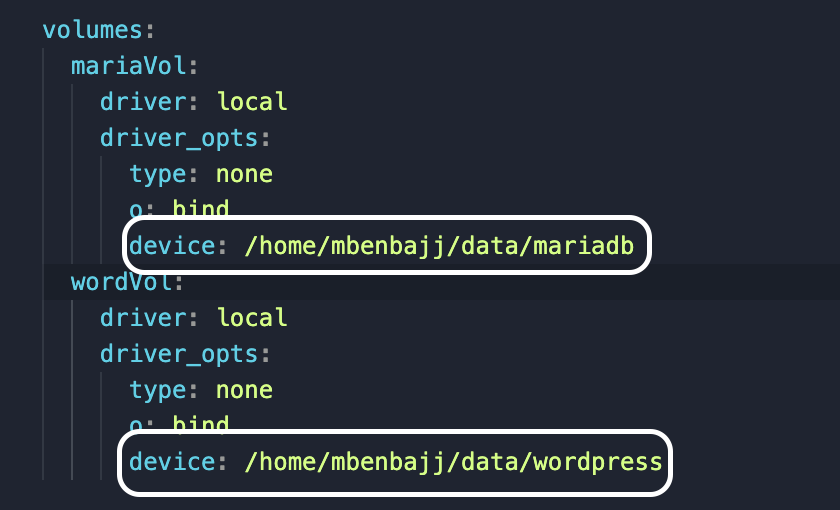 volumes:
mariaVol:
driver: local
driver_opts:
type: none
o: bind
device: /home/mbenbajj/data/mariadb
wordVol:
driver: local
driver_opts:
type: none
o: bind
device: /home/mbenbajj/data/wordpress